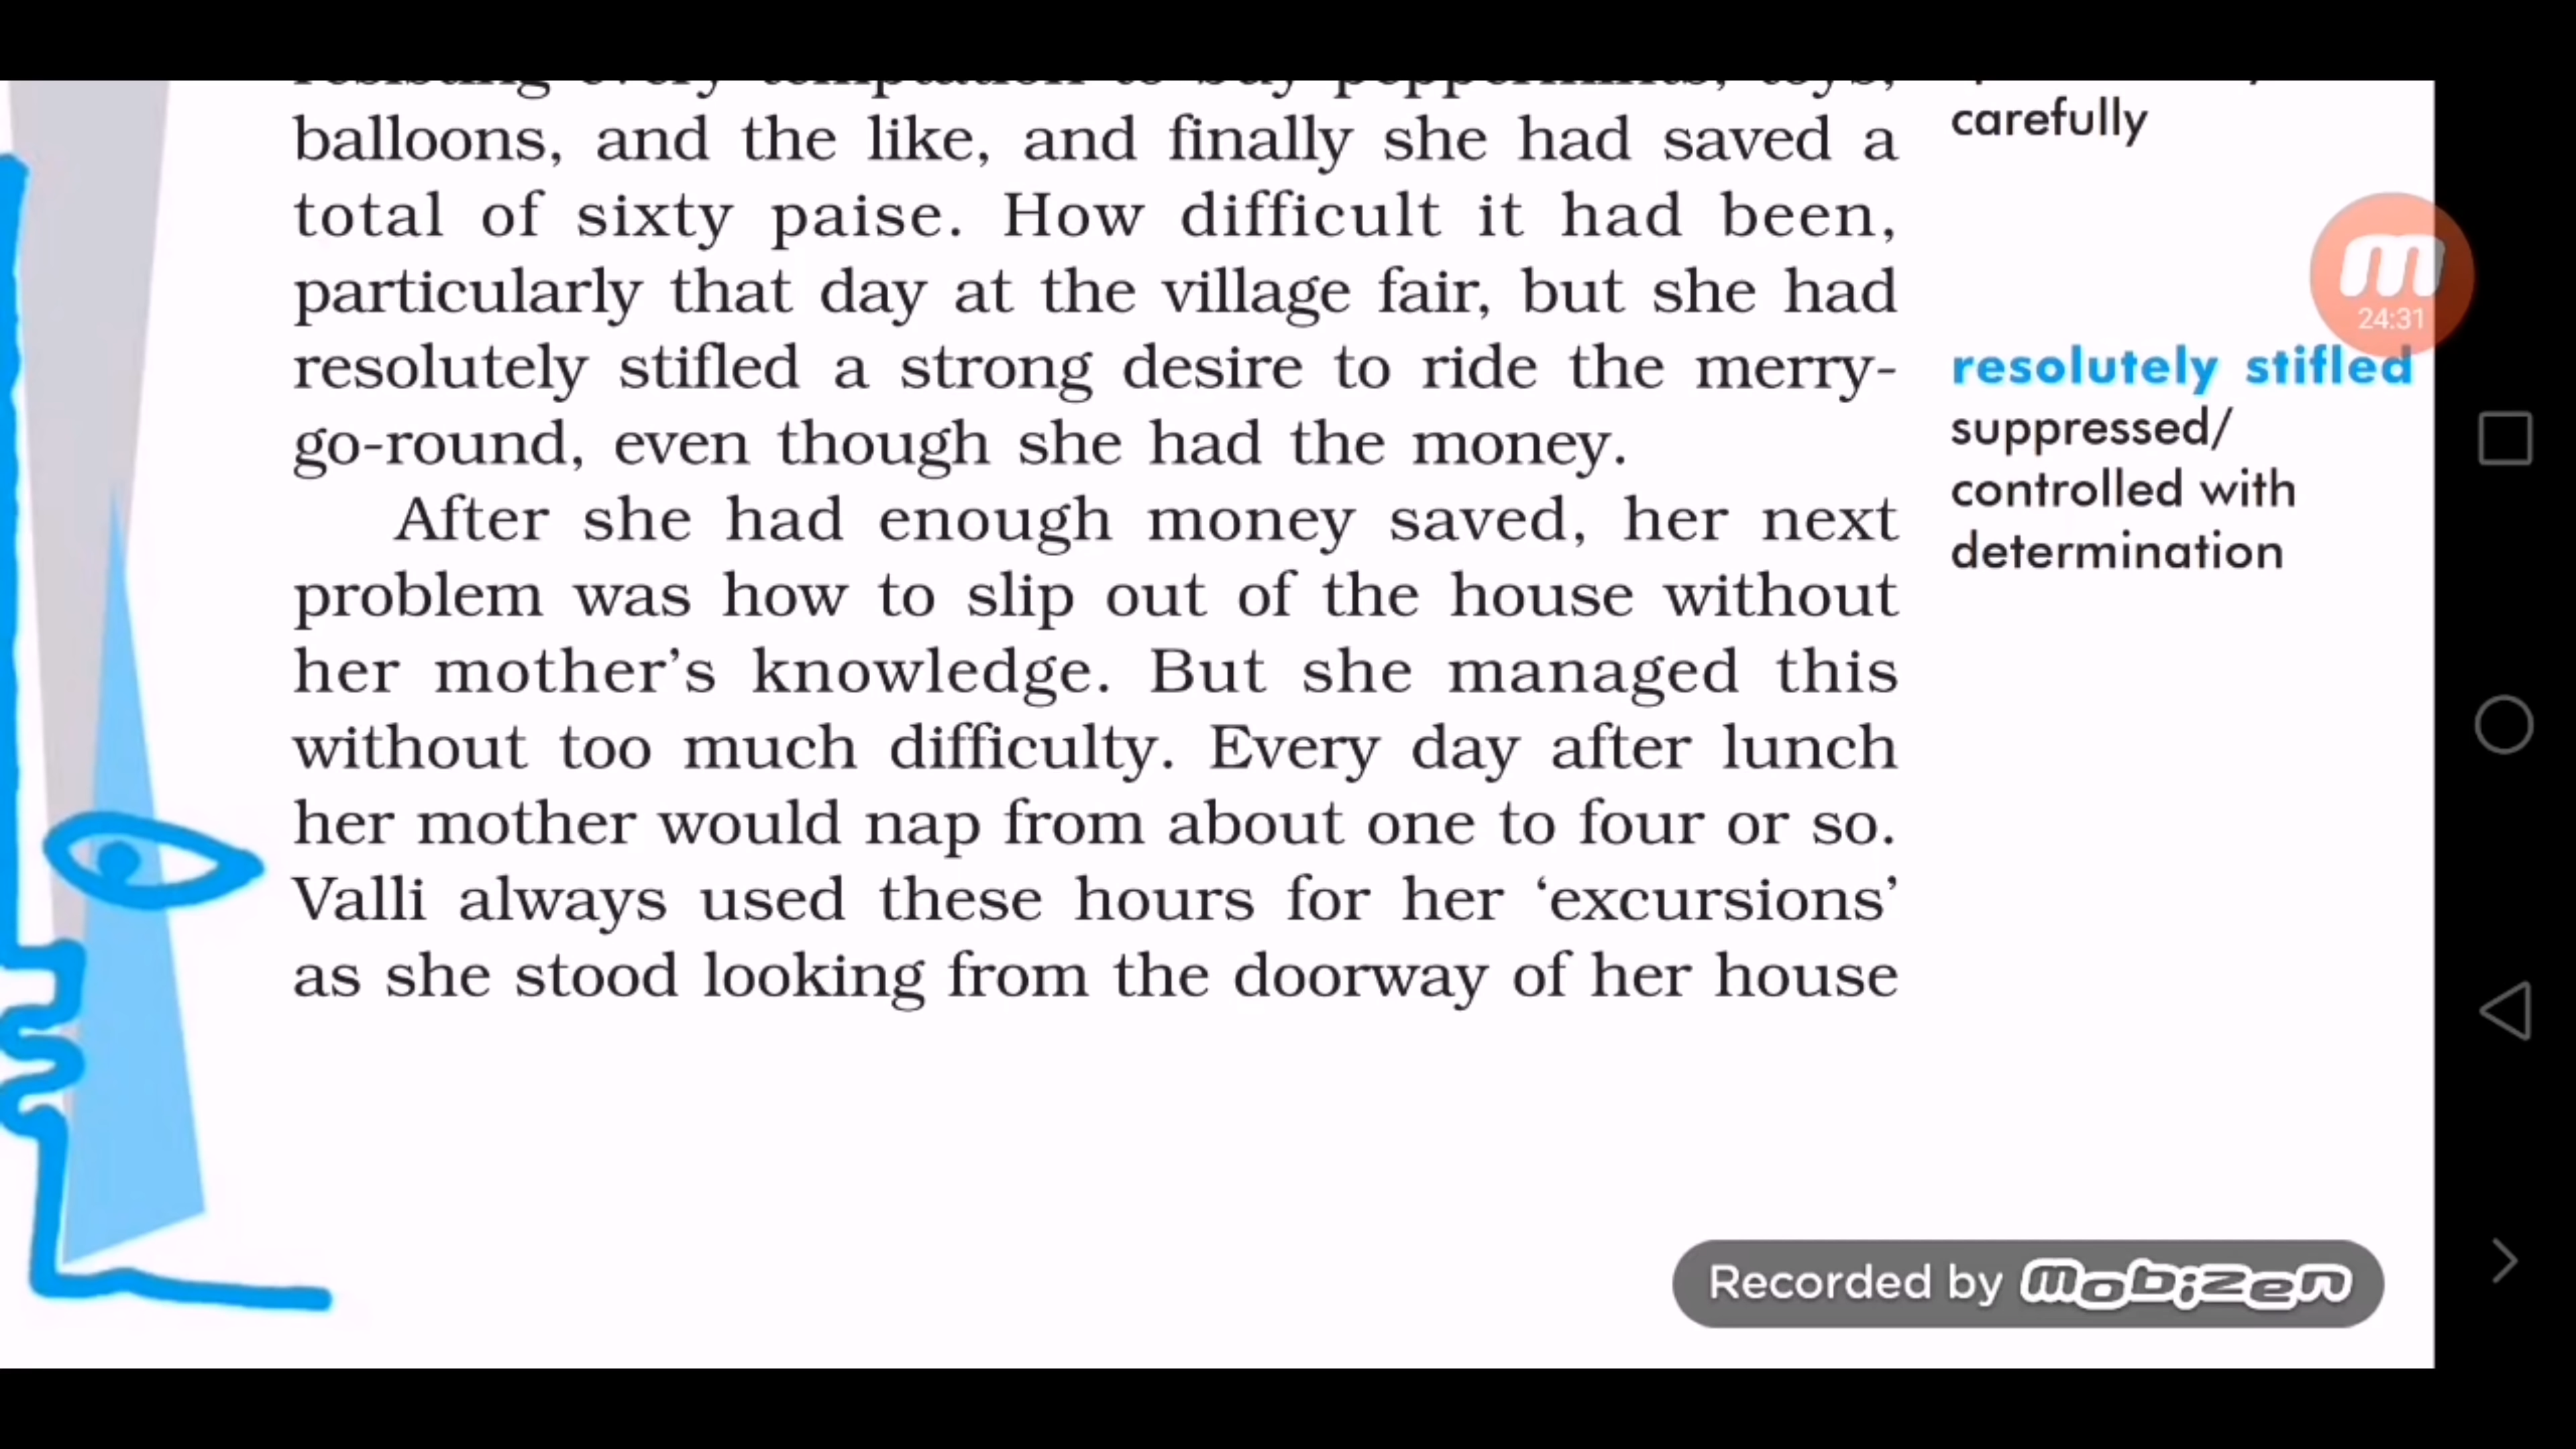 balloons, and the like, and finally she had saved a
total of sixty paise. How difficult it had been,
particularly that day at the village fair, but she had
resolutely stifled a strong desire to ride the merry-
go-round, even though she had the money.
After she had enough money saved, her next
problem was how to slip out of the house without
her mother's knowledge. But she managed this
without too much difficulty. Every day after lunch
her mother would nap from about one to four or so.
Valli always used these hours for her ‘excursions’
as she stood looking from the doorway of her house
carefully
24:31
resolutely stifled
suppressed/
controlled with
determination
Recorded by mobizen